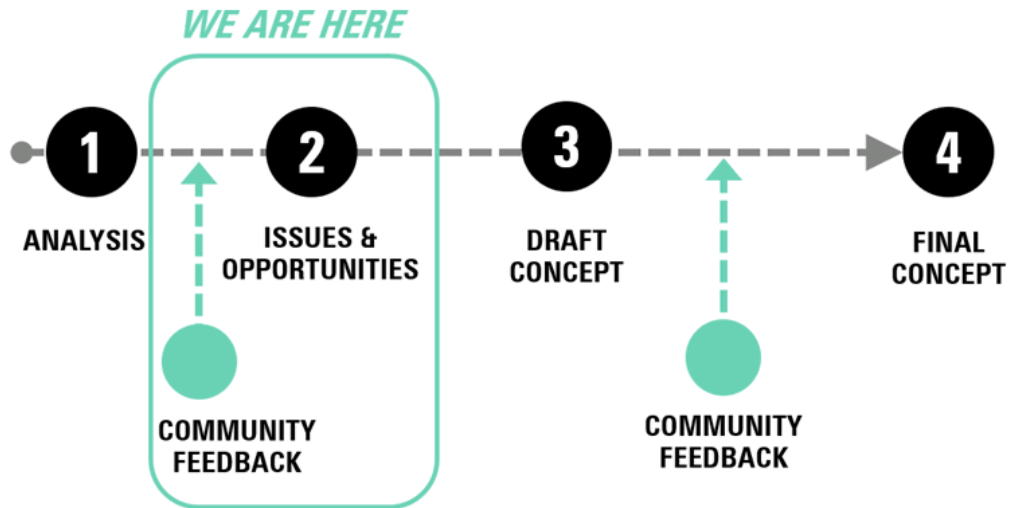 WE ARE HERE
1
2
3
4
ANALYSIS
ISSUES &
OPPORTUNITIES
DRAFT
CONCEPT
FINAL
CONCEPT
COMMUNITY
FEEDBACK
COMMUNITY
FEEDBACK